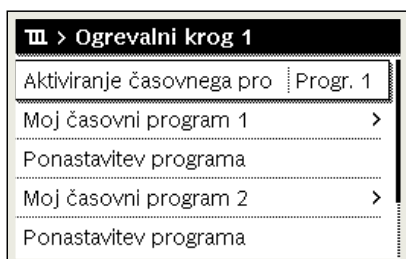 > Ogrevalni krog 1
Aktiviranje časovnega pro Progr. 1
Moj časovni program 1 >
Ponastavitev programa
Moj časovni program 2 >
Ponastavitev programa